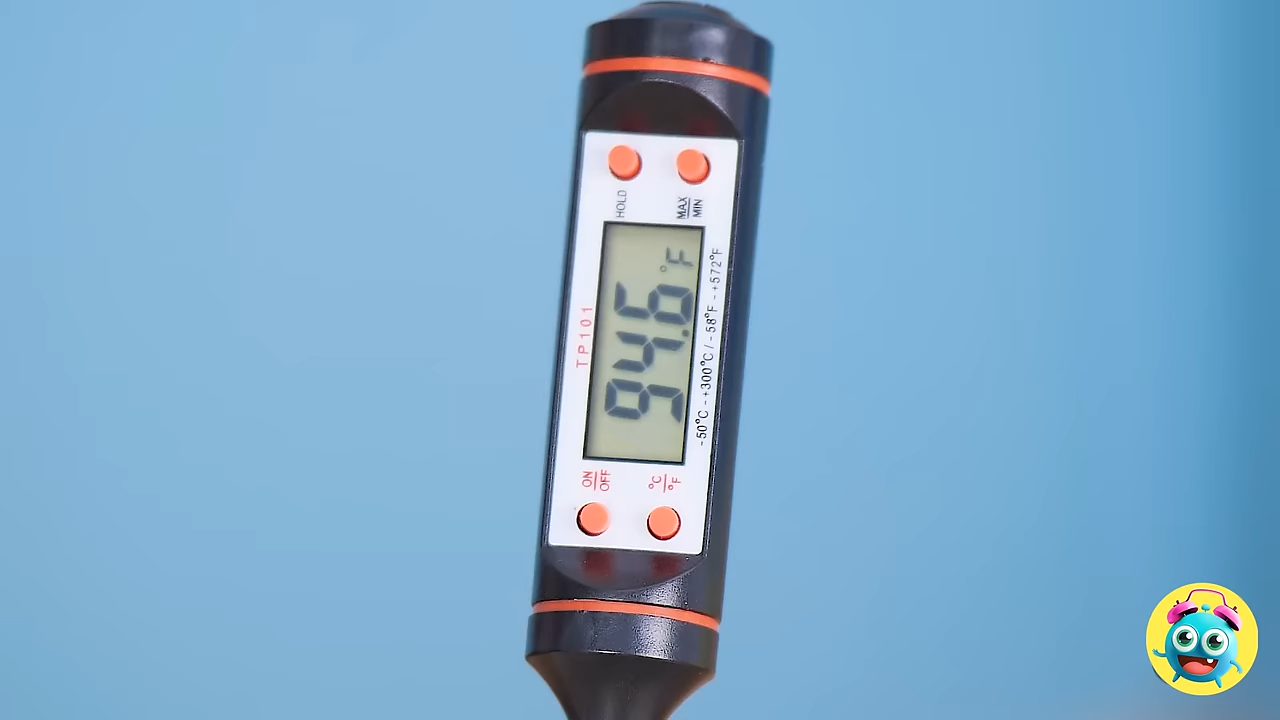 HOLD
MAX
MIN
94.6 °F
TP101
-50°C -+300°C / -58°F -+572°F
ON
OFF
°C
°F